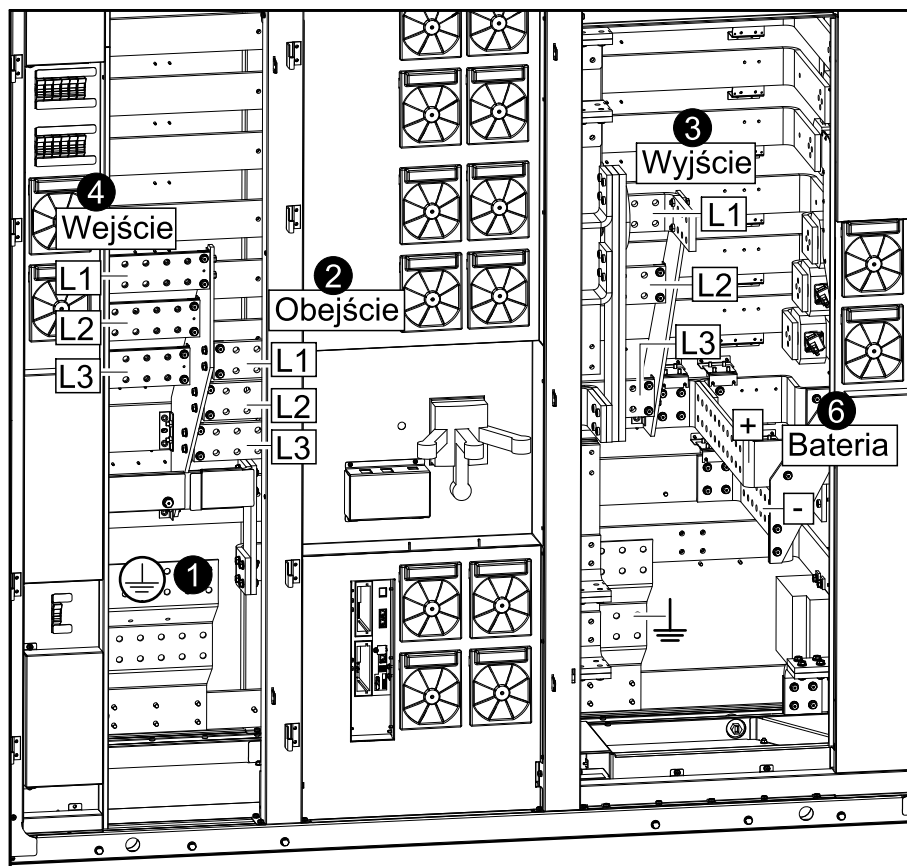 3
Wyjście
L1
L2
L3
4
Wejście
L1
L2
L3
2
Obejście
L1
L2
L3
6
Bateria
+
-
1